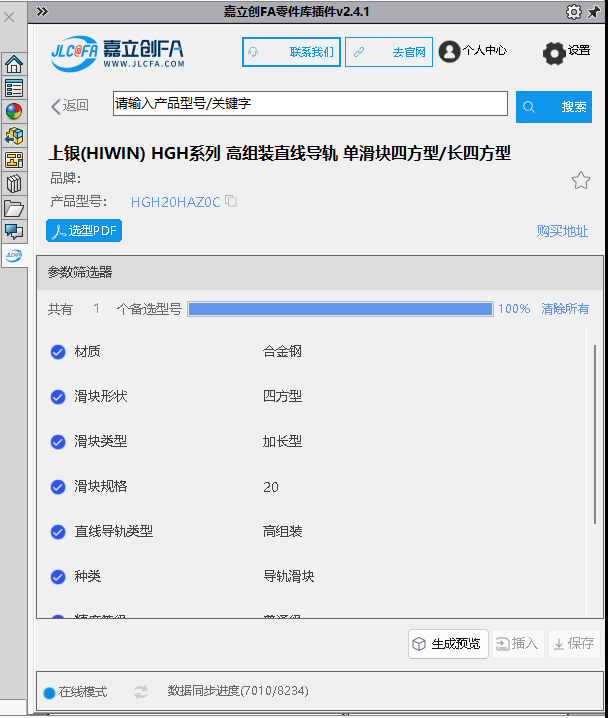 嘉立创FA零件库插件v2.4.1
JLC@FA 嘉立创FA
WWW.JLCFA.COM
联系我们 去官网 个人中心 设置
返回 请输入产品型号/关键字 搜索
上银(HIWIN) HGH系列 高组装直线导轨 单滑块四方型/长四方型
品牌:
产品型号: HGH20HAZ0C
选型PDF 购买地址
参数筛选器
共有 1 个备选型号 100% 清除所有
材质 合金钢
滑块形状 四方型
滑块类型 加长型
滑块规格 20
直线导轨类型 高组装
种类 导轨滑块
精度等级 普通级
生成预览 插入 保存
在线模式 数据同步进度(7010/8234)